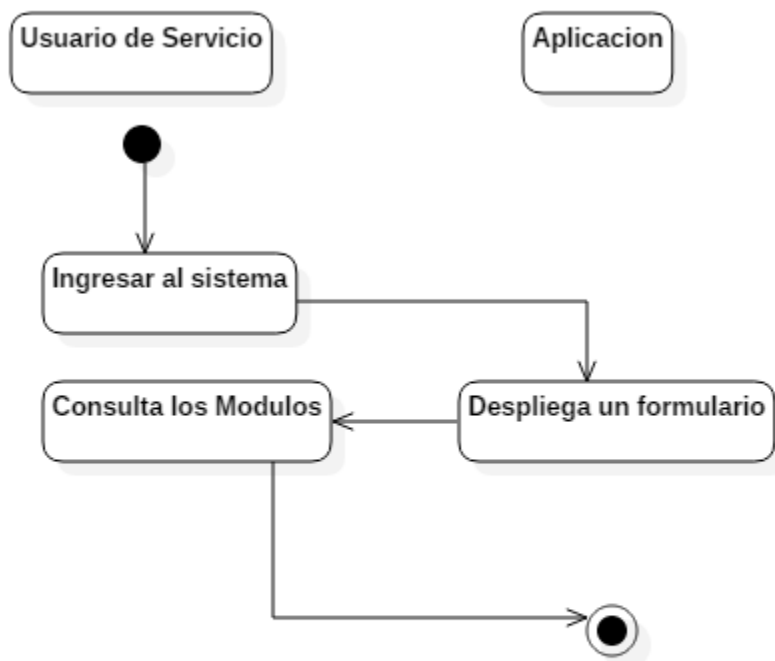 Usuario de Servicio
Aplicacion
Ingresar al sistema
Consulta los Modulos
Despliega un formulario